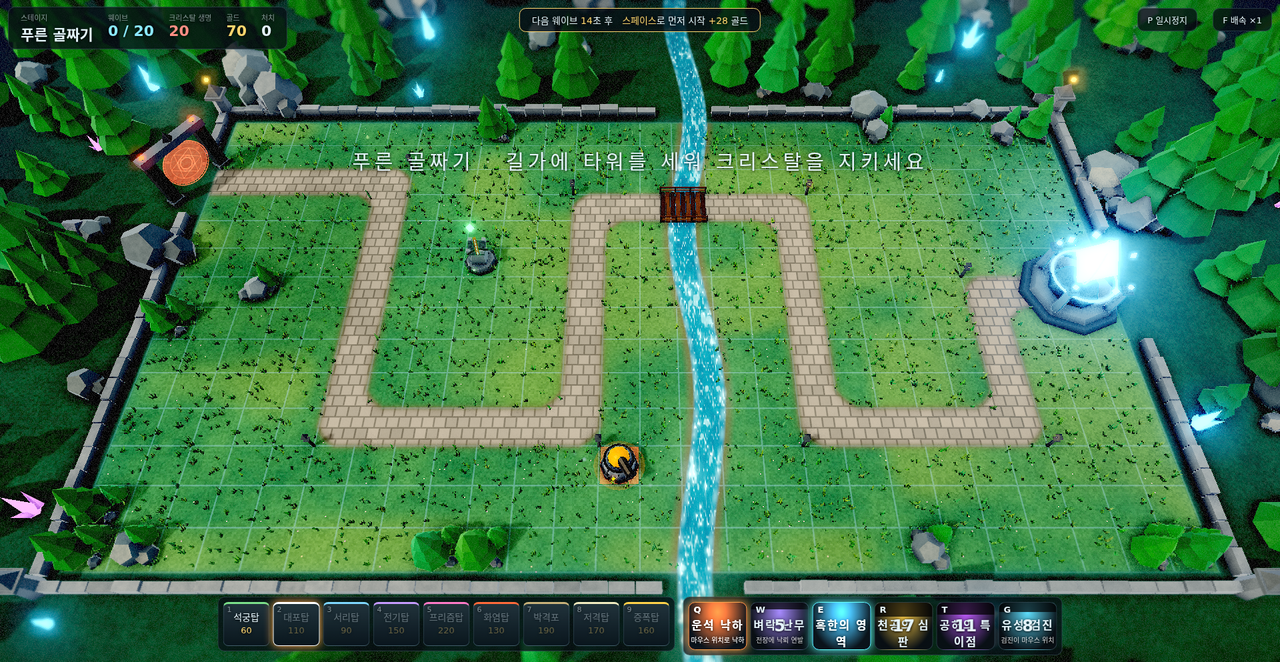 스테이지
푸른 골짜기
웨이브
0 / 20
크리스탈 생명
20
골드
70
처치
0
다음 웨이브 14초 후 스페이스로 먼저 시작 +28 골드
P 일시정지
F 배속 ×1
푸른 골짜기 길가에 타워를 세워 크리스탈을 지키세요
1
석궁탑
60
2
대포탑
110
3
서리탑
90
4
전기탑
150
5
프리즘탑
220
6
화염탑
130
7
박격포
190
8
저격탑
170
9
증폭탑
160
Q
운석 낙하
마우스 위치로 낙하
W
5
전장에 낙뢰 연발
E
혹한의 영
역
R
17
판
T
11
이점
G
8
검진이 마우스 위치